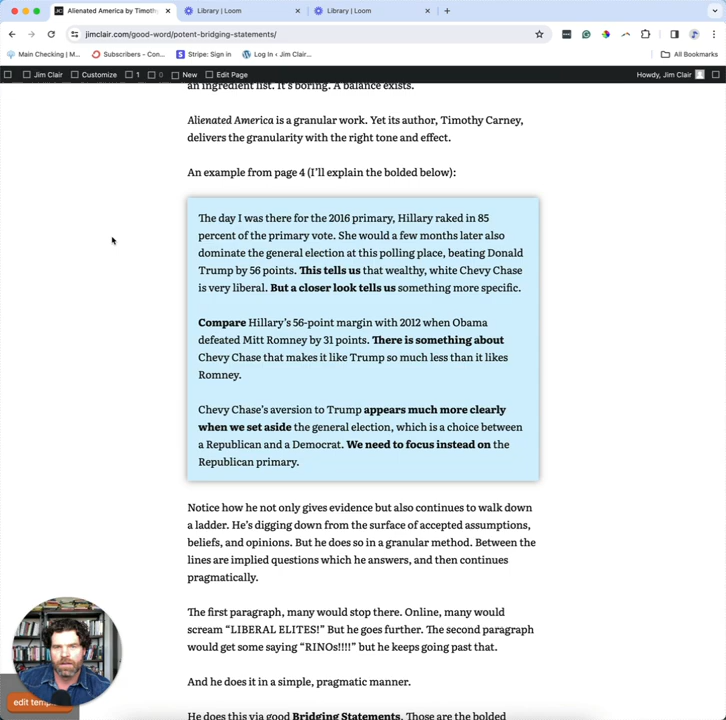 Alienated America by Timothy
Library | Loom
Library | Loom
jimclair.com/good-word/potent-bridging-statements/
Main Checking | M...
Subscribers - Con...
Stripe: Sign in
Log In ‹ Jim Clair...
All Bookmarks
Jim Clair
Customize
1
0
New
Edit Page
Howdy, Jim Clair
an ingredient list. It's boring. A balance exists.
Alienated America is a granular work. Yet its author, Timothy Carney,
delivers the granularity with the right tone and effect.
An example from page 4 (I'll explain the bolded below):
The day I was there for the 2016 primary, Hillary raked in 85
percent of the primary vote. She would a few months later also
dominate the general election at this polling place, beating Donald
Trump by 56 points. This tells us that wealthy, white Chevy Chase
is very liberal. But a closer look tells us something more specific.
Compare Hillary's 56-point margin with 2012 when Obama
defeated Mitt Romney by 31 points. There is something about
Chevy Chase that makes it like Trump so much less than it likes
Romney.
Chevy Chase's aversion to Trump appears much more clearly
when we set aside the general election, which is a choice between
a Republican and a Democrat. We need to focus instead on the
Republican primary.
Notice how he not only gives evidence but also continues to walk down
a ladder. He's digging down from the surface of accepted assumptions,
beliefs, and opinions. But he does so in a granular method. Between the
lines are implied questions which he answers, and then continues
pragmatically.
The first paragraph, many would stop there. Online, many would
scream “LIBERAL ELITES!” But he goes further. The second paragraph
would get some saying “RINOs!!!!” but he keeps going past that.
And he does it in a simple, pragmatic manner.
He does this via good Bridging Statements. Those are the bolded
edit temp